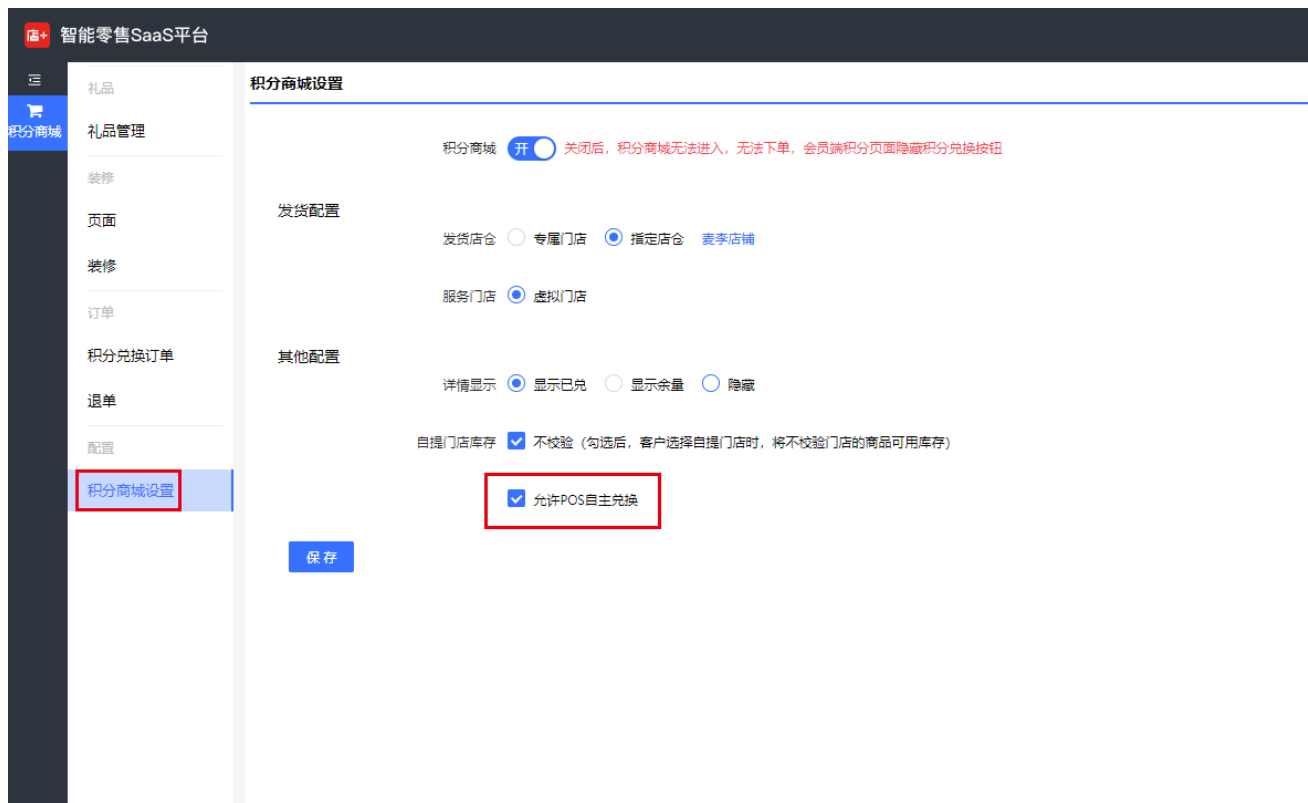 店+ 智能零售SaaS平台
积分商城
礼品
礼品管理
装修
页面
装修
订单
积分兑换订单
退单
配置
积分商城设置
积分商城设置
积分商城 开 关闭后，积分商城无法进入，无法下单，会员端积分页面隐藏积分兑换按钮
发货配置
发货店仓 专属门店 指定店仓 麦李店铺
服务门店 虚拟门店
其他配置
详情显示 显示已兑 显示余量 隐藏
自提门店库存 不校验（勾选后，客户选择自提门店时，将不校验门店的商品可用库存）
允许POS自主兑换
保存